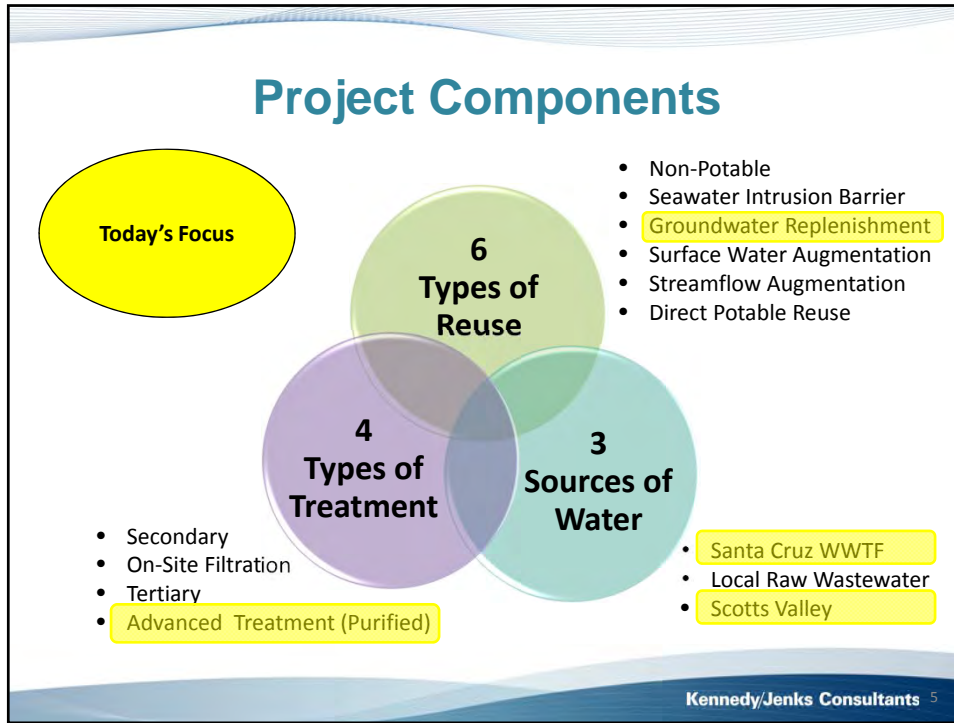 Project Components
Today's Focus
• Non-Potable
• Seawater Intrusion Barrier
• Groundwater Replenishment
• Surface Water Augmentation
• Streamflow Augmentation
• Direct Potable Reuse
6
Types of
Reuse
4
Types of
Treatment
3
Sources of
Water
• Secondary
• On-Site Filtration
• Tertiary
• Advanced Treatment (Purified)
• Santa Cruz WWTF
• Local Raw Wastewater
• Scotts Valley
Kennedy/Jenks Consultants 5